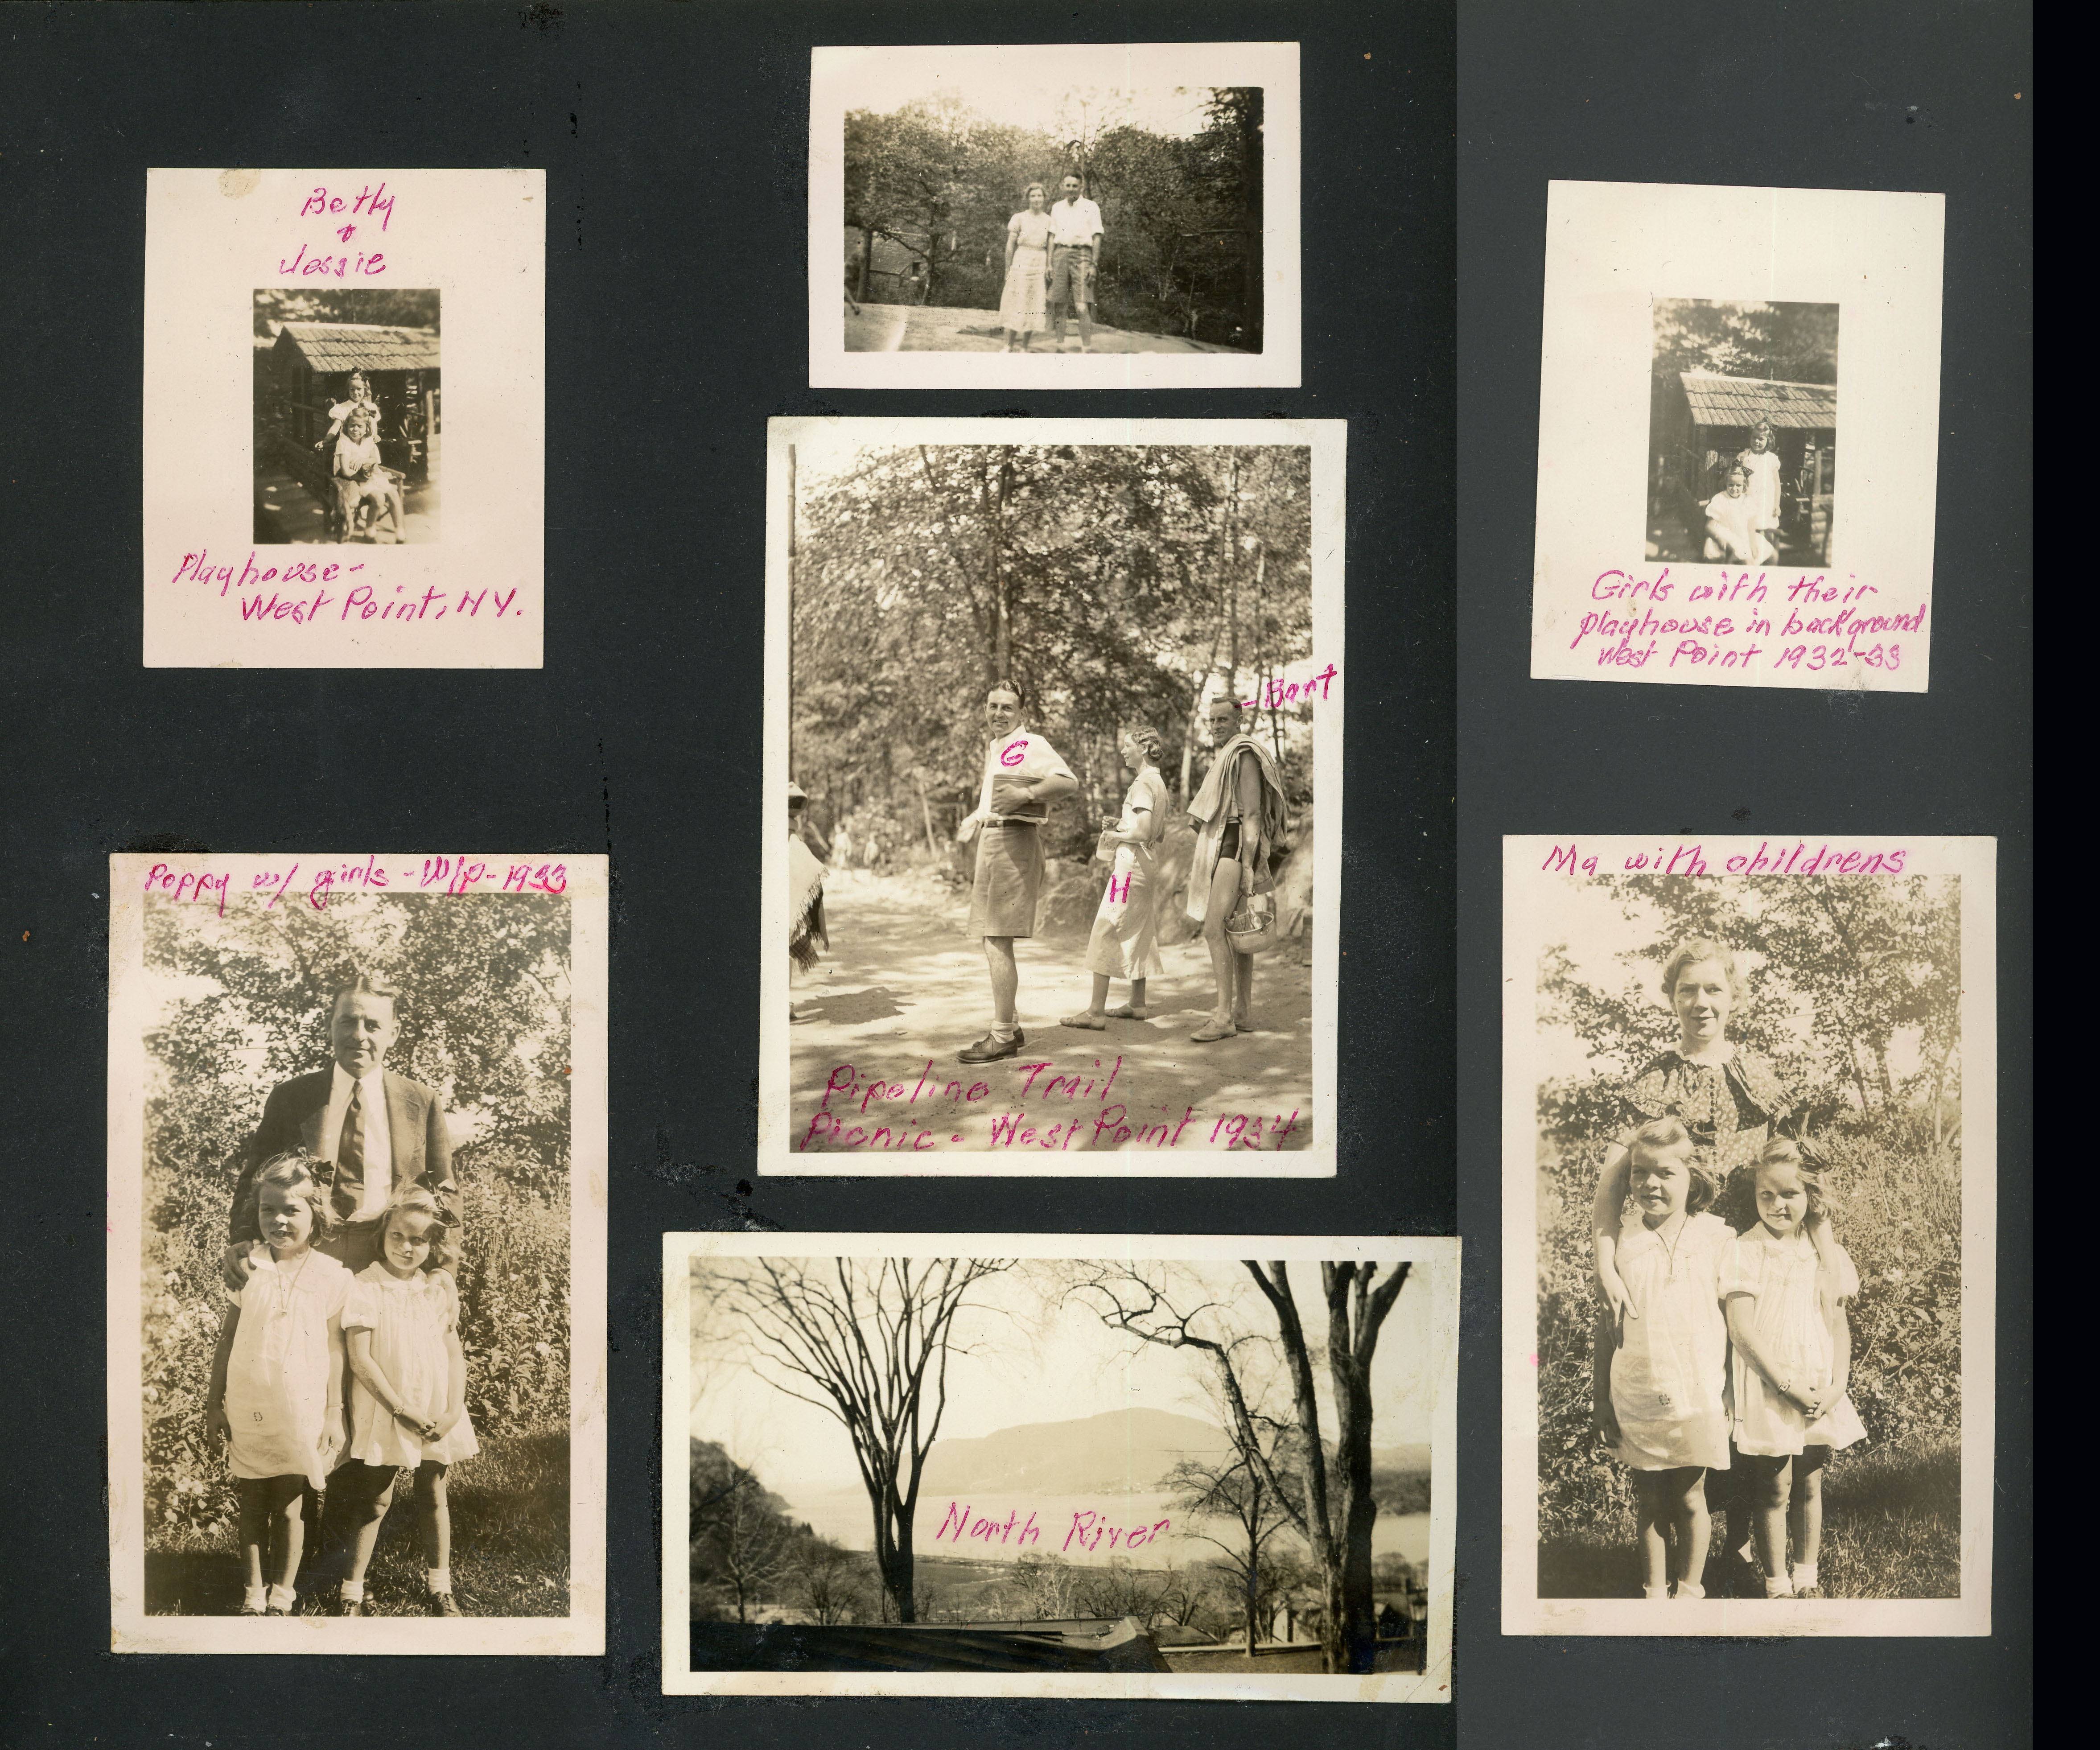 Betty
+
Jessie
Playhouse-
West Point, NY.
Poppy w/ girls - W/P - 1933
G
H
-Bart
Pipeline Trail
Picnic - West Point 1934
North River
Girls with their
playhouse in background
West Point 1932-33
Ma with childrens